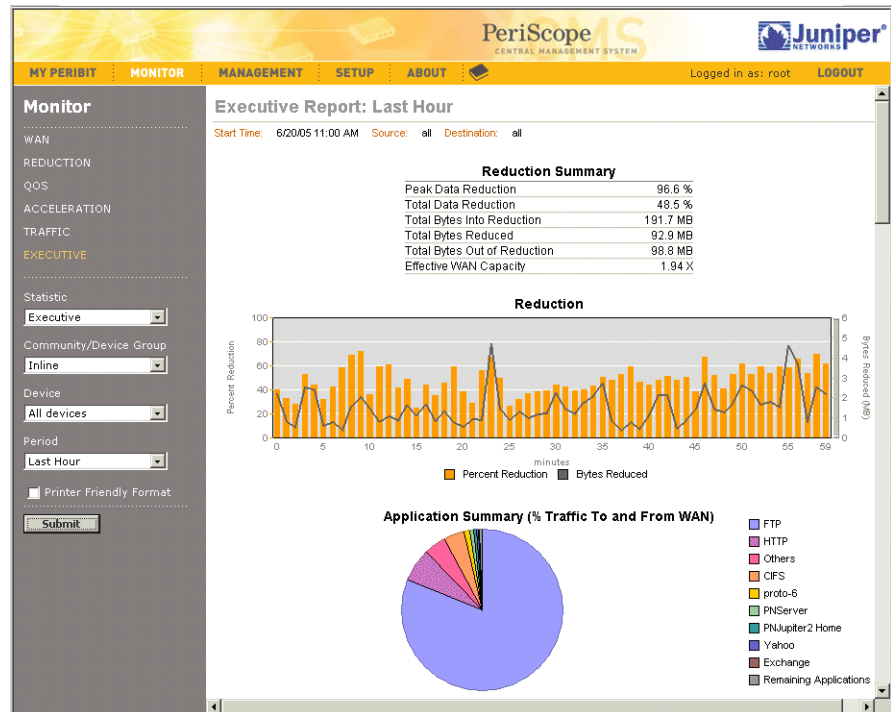 PeriScope CMS
CENTRAL MANAGEMENT SYSTEM
Juniper®
NETWORKS
MY PERIBIT MONITOR MANAGEMENT SETUP ABOUT Logged in as: root LOGOUT
Monitor
WAN
REDUCTION
QOS
ACCELERATION
TRAFFIC
EXECUTIVE
Statistic
Executive
Community/Device Group
Inline
Device
All devices
Period
Last Hour
Printer Friendly Format
Submit
Executive Report: Last Hour
Start Time: 6/20/05 11:00 AM Source: all Destination: all
Reduction Summary
Peak Data Reduction 96.6 %
Total Data Reduction 48.5 %
Total Bytes Into Reduction 191.7 MB
Total Bytes Reduced 92.9 MB
Total Bytes Out of Reduction 98.8 MB
Effective WAN Capacity 1.94 X
Reduction
Percent Reduction
100
80
60
40
20
0
6
5
4
3
2
1
0
Bytes Reduced (MB)
0 5 10 15 20 25 30 35 40 45 50 55 59
minutes
Percent Reduction Bytes Reduced
Application Summary (% Traffic To and From WAN)
FTP
HTTP
Others
CIFS
proto-6
PNServer
PNJupiter2 Home
Yahoo
Exchange
Remaining Applications